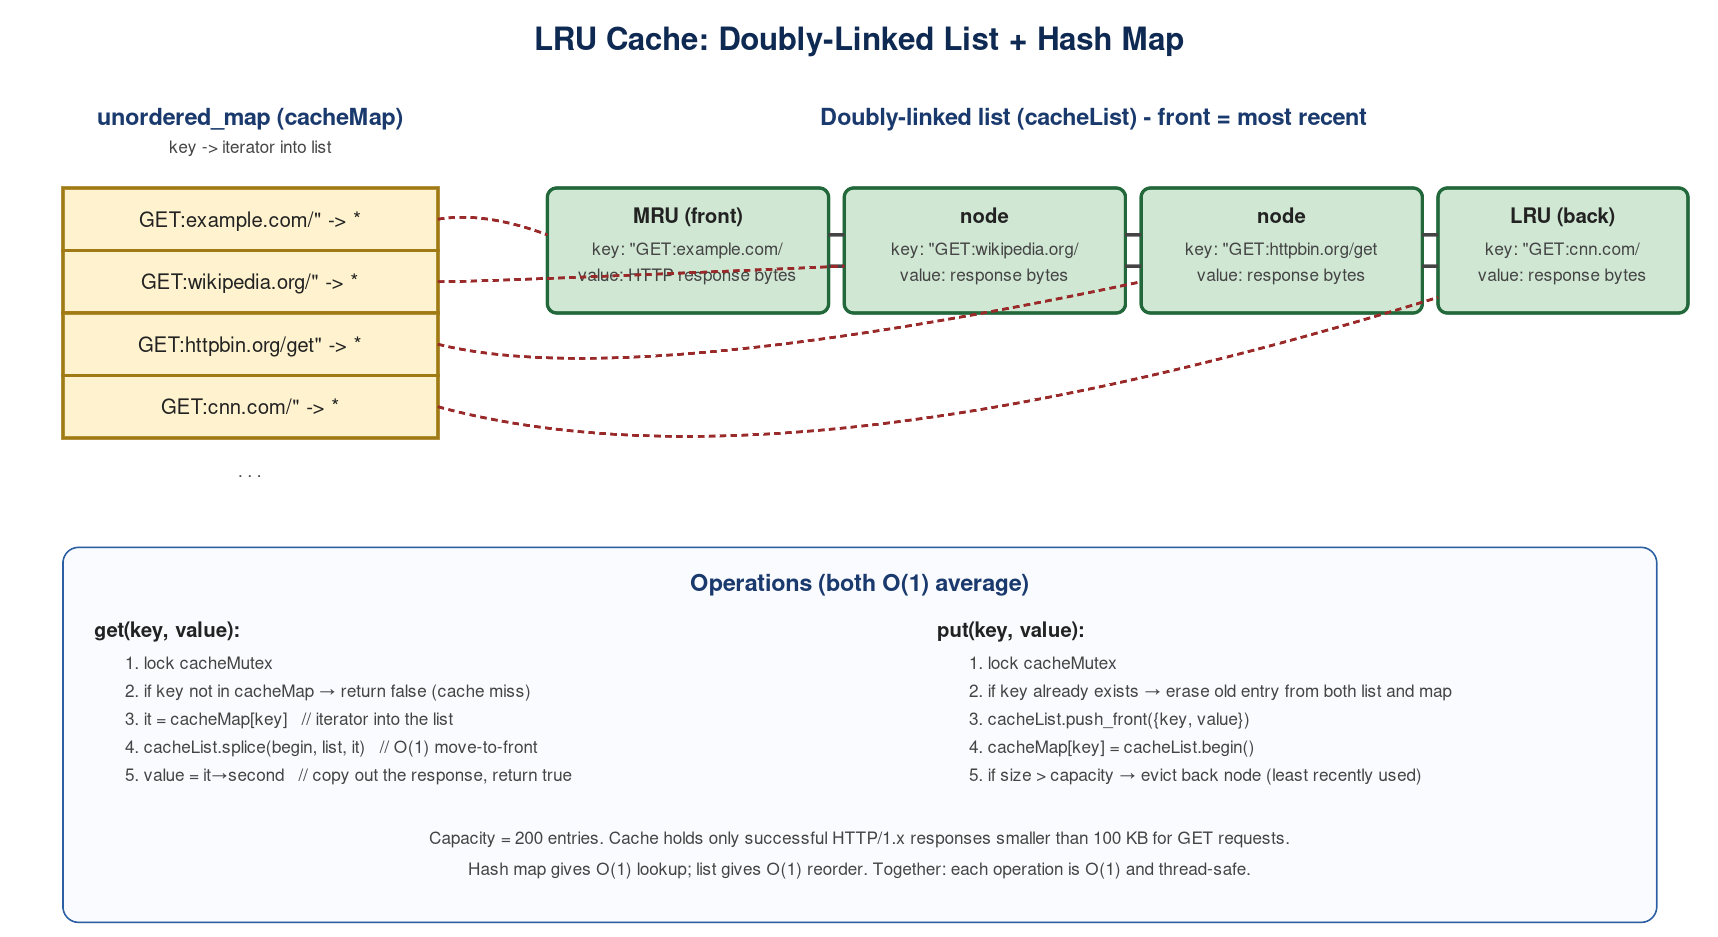 LRU Cache: Doubly-Linked List + Hash Map
unordered_map (cacheMap)
key -> iterator into list
GET:example.com/" -> *
GET:wikipedia.org/" -> *
GET:httpbin.org/get" -> *
GET:cnn.com/" -> *
. . .
Doubly-linked list (cacheList) - front = most recent
MRU (front)
key: "GET:example.com/
value: HTTP response bytes
node
key: "GET:wikipedia.org/
value: response bytes
node
key: "GET:httpbin.org/get
value: response bytes
LRU (back)
key: "GET:cnn.com/
value: response bytes
Operations (both O(1) average)
get(key, value):
1. lock cacheMutex
2. if key not in cacheMap → return false (cache miss)
3. it = cacheMap[key]   // iterator into the list
4. cacheList.splice(begin, list, it)   // O(1) move-to-front
5. value = it→second   // copy out the response, return true
put(key, value):
1. lock cacheMutex
2. if key already exists → erase old entry from both list and map
3. cacheList.push_front({key, value})
4. cacheMap[key] = cacheList.begin()
5. if size > capacity → evict back node (least recently used)
Capacity = 200 entries. Cache holds only successful HTTP/1.x responses smaller than 100 KB for GET requests.
Hash map gives O(1) lookup; list gives O(1) reorder. Together: each operation is O(1) and thread-safe.